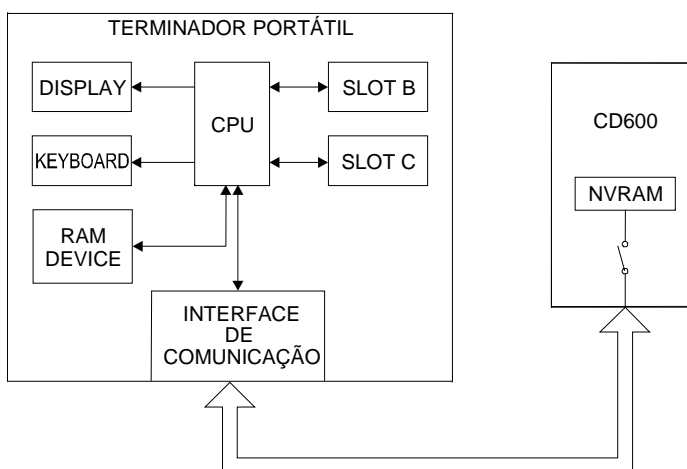 TERMINADOR PORTÁTIL
DISPLAY
CPU
SLOT B
KEYBOARD
SLOT C
RAM
DEVICE
INTERFACE
DE
COMUNICAÇÃO
CD600
NVRAM